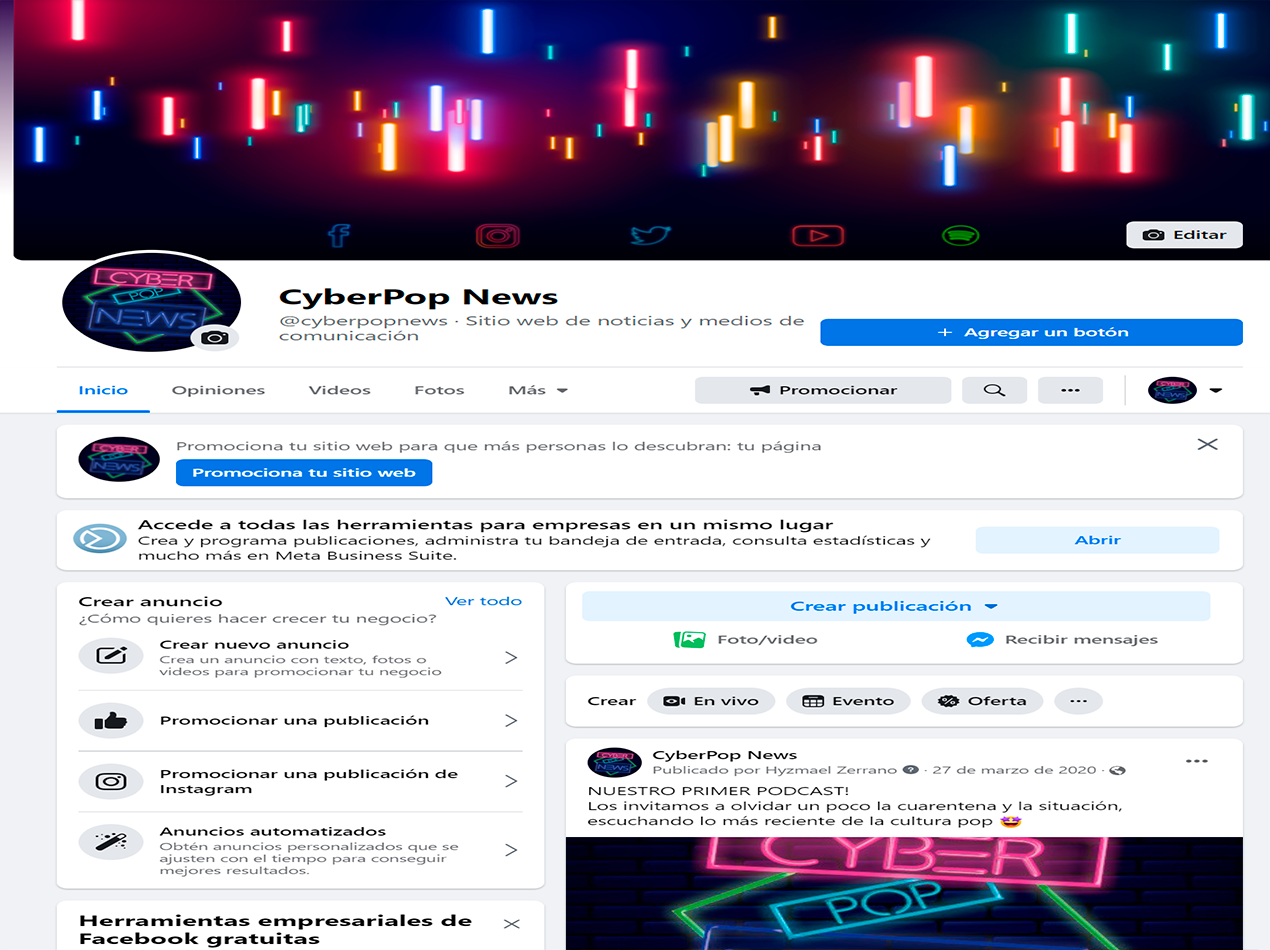 Editar
CYBER
POP
NEWS
CyberPop News
@cyberpopnews · Sitio web de noticias y medios de
comunicación
+ Agregar un botón
Inicio
Opiniones
Videos
Fotos
Más
Promocionar
Promociona tu sitio web para que más personas lo descubran: tu página
Promociona tu sitio web
Accede a todas las herramientas para empresas en un mismo lugar
Crea y programa publicaciones, administra tu bandeja de entrada, consulta estadísticas y
mucho más en Meta Business Suite.
Abrir
Crear anuncio
Ver todo
¿Cómo quieres hacer crecer tu negocio?
Crear nuevo anuncio
Crea un anuncio con texto, fotos o
videos para promocionar tu negocio
Promocionar una publicación
Promocionar una publicación de
Instagram
Anuncios automatizados
Obtén anuncios personalizados que se
ajusten con el tiempo para conseguir
mejores resultados.
Herramientas empresariales de
Facebook gratuitas
Crear publicación
Foto/video
Recibir mensajes
Crear
En vivo
Evento
Oferta
CyberPop News
Publicado por Hyzmael Zerrano · 27 de marzo de 2020 ·
NUESTRO PRIMER PODCAST!
Los invitamos a olvidar un poco la cuarentena y la situación,
escuchando lo más reciente de la cultura pop 🤩
CYBER
POP